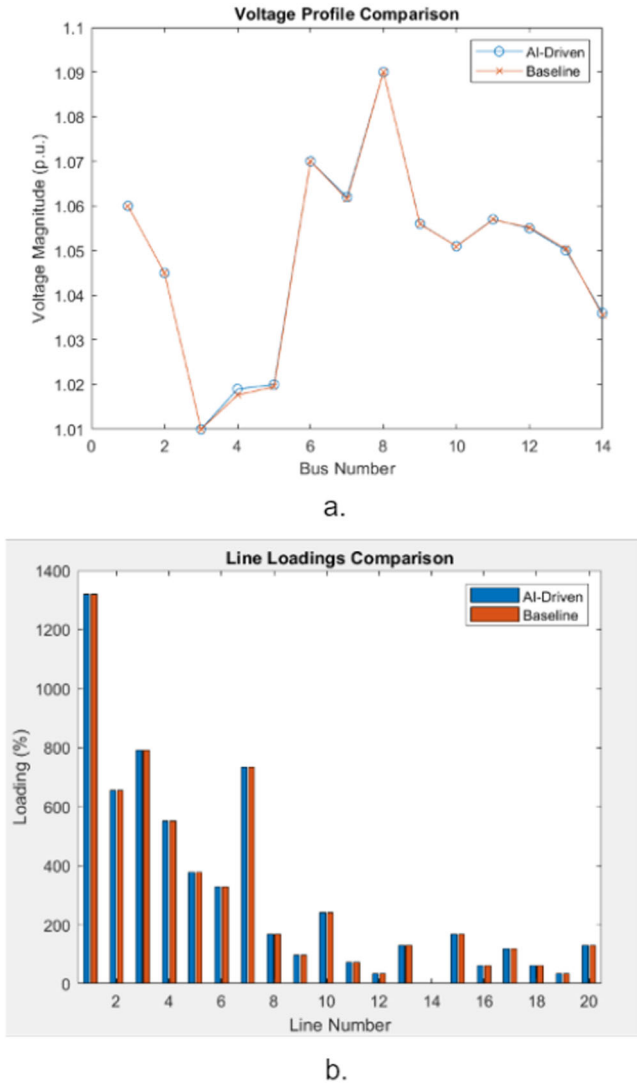 Voltage Profile Comparison
AI-Driven
Baseline
1.1
1.09
1.08
1.07
1.06
1.05
1.04
1.03
1.02
1.01
Voltage Magnitude (p.u.)
0 2 4 6 8 10 12 14
Bus Number
a.
Line Loadings Comparison
AI-Driven
Baseline
1400
1200
1000
800
600
400
200
0
Loading (%)
2 4 6 8 10 12 14 16 18 20
Line Number
b.